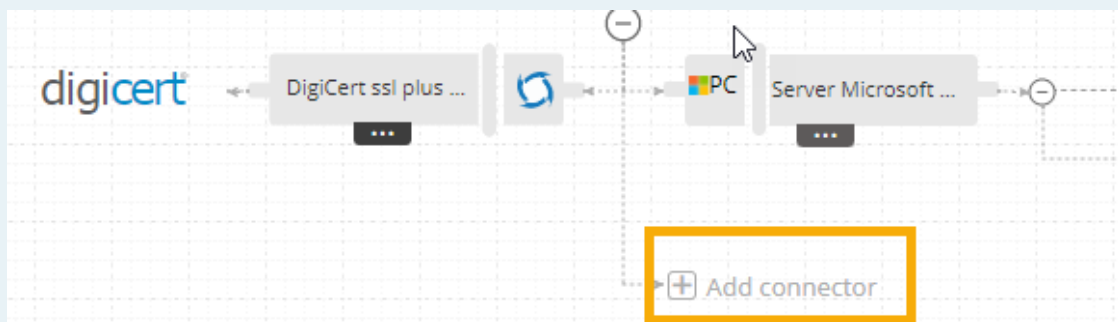 digicert
DigiCert ssl plus ...
PC
Server Microsoft ...
Add connector